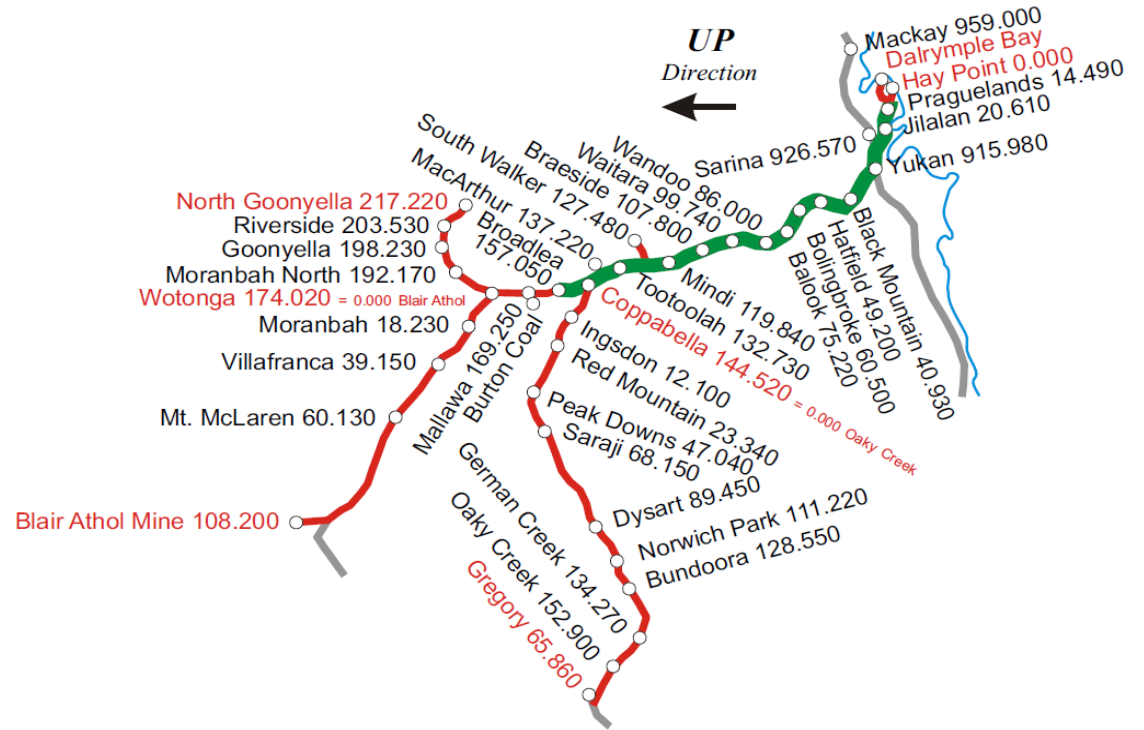 UP
Direction
Mackay 959.000
Dalrymple Bay
Hay Point 0.000
Praguelands 14.490
Jilalan 20.610
Sarina 926.570
Yukan 915.980
Black Mountain 40.930
Hatfield 49.200
Bolingbroke 60.500
Balook 75.220
Wandoo 86.000
Waitara 99.740
Braeside 107.800
Mindi 119.840
South Walker 127.480
Tootoolah 132.730
MacArthur 137.220
Coppabella 144.520 = 0.000 Oaky Creek
Broadlea
157.050
North Goonyella 217.220
Riverside 203.530
Goonyella 198.230
Moranbah North 192.170
Wotonga 174.020 = 0.000 Blair Athol
Moranbah 18.230
Villafranca 39.150
Mt. McLaren 60.130
Blair Athol Mine 108.200
Mallawa 169.250
Burton Coal
Ingsdon 12.100
Red Mountain 23.340
Peak Downs 47.040
Saraji 68.150
Dysart 89.450
Norwich Park 111.220
Bundoora 128.550
German Creek 134.270
Oaky Creek 152.900
Gregory 65.860